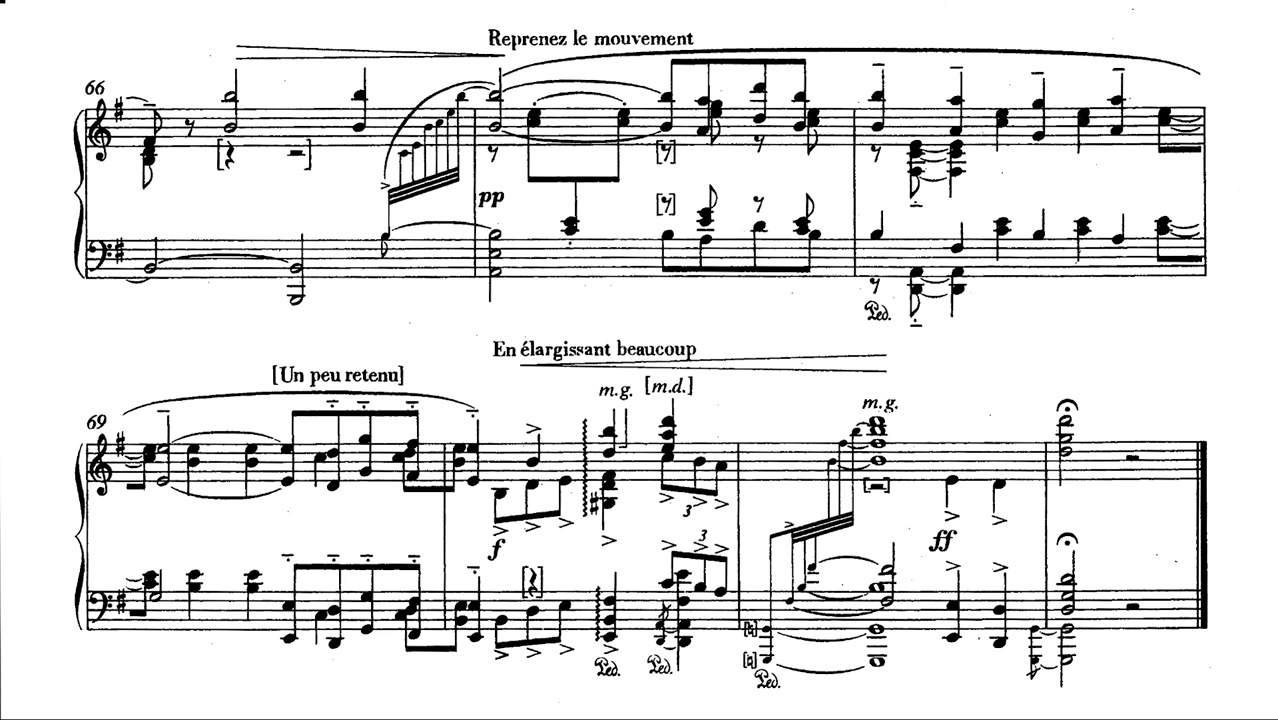 Reprenez le mouvement
66
pp
Ped.
En élargissant beaucoup
[Un peu retenu]
m.g. [m.d.] m.g.
69
3
f ff
3
Ped. Ped. Ped.